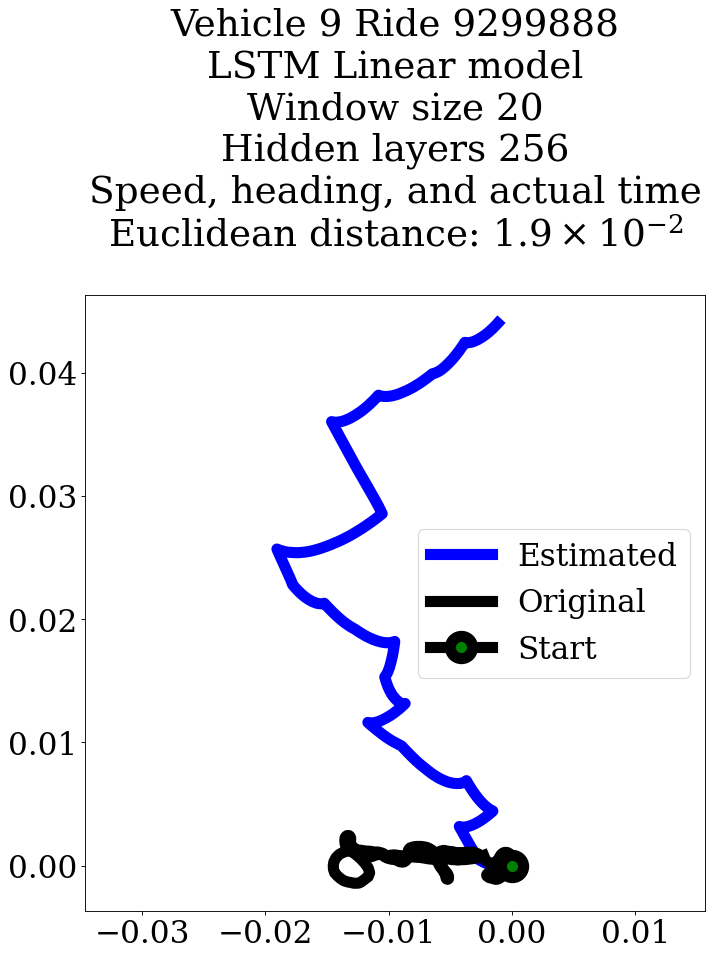 Vehicle 9 Ride 9299888
LSTM Linear model
Window size 20
Hidden layers 256
Speed, heading, and actual time
Euclidean distance: 1.9 × 10⁻²
0.04
0.03
0.02
0.01
0.00
Estimated
Original
Start
−0.03 −0.02 −0.01 0.00 0.01